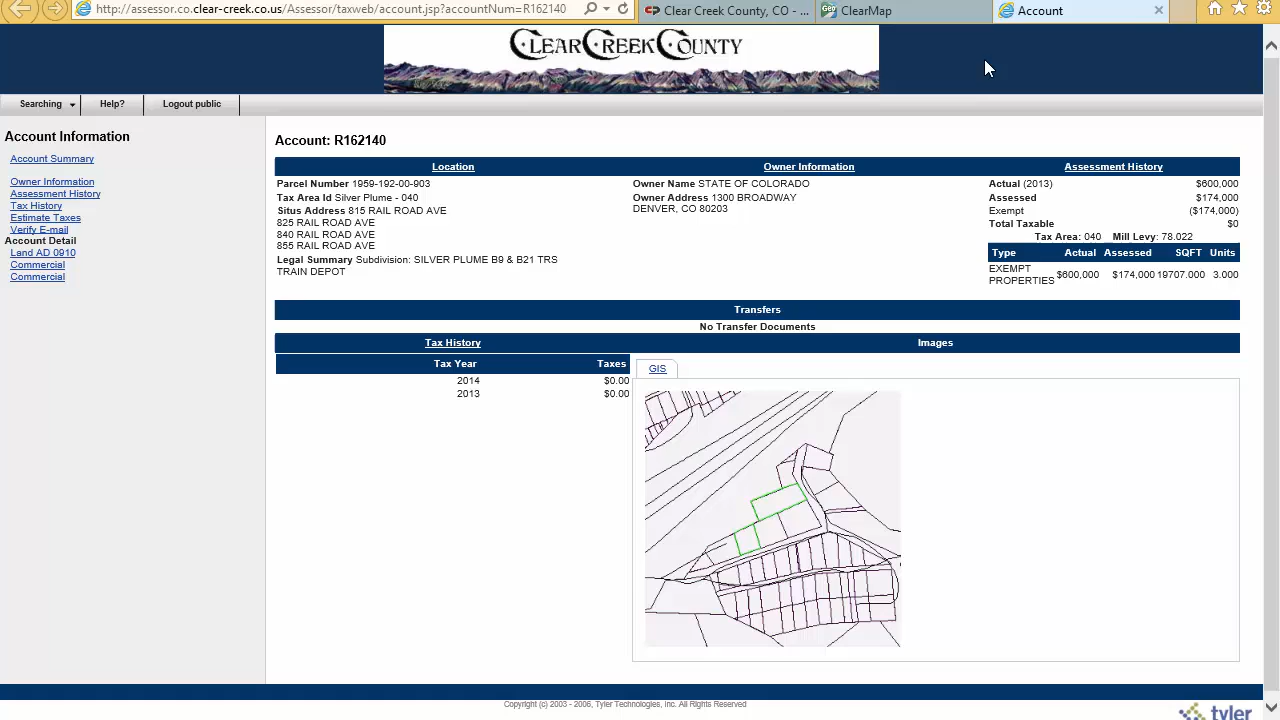 http://assessor.co.clear-creek.co.us/Assessor/taxweb/account.jsp?accountNum=R162140
Clear Creek County, CO - ...
ClearMap
Account
CLEAR CREEK COUNTY
Searching
Help?
Logout public
Account Information
Account Summary
Owner Information
Assessment History
Tax History
Estimate Taxes
Verify E-mail
Account Detail
Land AD 0910
Commercial
Commercial
Account: R162140
Location
Parcel Number 1959-192-00-903
Tax Area Id Silver Plume - 040
Situs Address 815 RAIL ROAD AVE
825 RAIL ROAD AVE
840 RAIL ROAD AVE
855 RAIL ROAD AVE
Legal Summary Subdivision: SILVER PLUME B9 & B21 TRS
TRAIN DEPOT
Owner Information
Owner Name STATE OF COLORADO
Owner Address 1300 BROADWAY
DENVER, CO 80203
Assessment History
Actual (2013) $600,000
Assessed $174,000
Exempt ($174,000)
Total Taxable $0
Tax Area: 040 Mill Levy: 78.022
Type Actual Assessed SQFT Units
EXEMPT
PROPERTIES $600,000 $174,000 19707.000 3.000
Transfers
No Transfer Documents
Tax History
Tax Year Taxes
2014 $0.00
2013 $0.00
Images
GIS
Copyright (c) 2003 - 2006, Tyler Technologies, Inc. All Rights Reserved
tyler